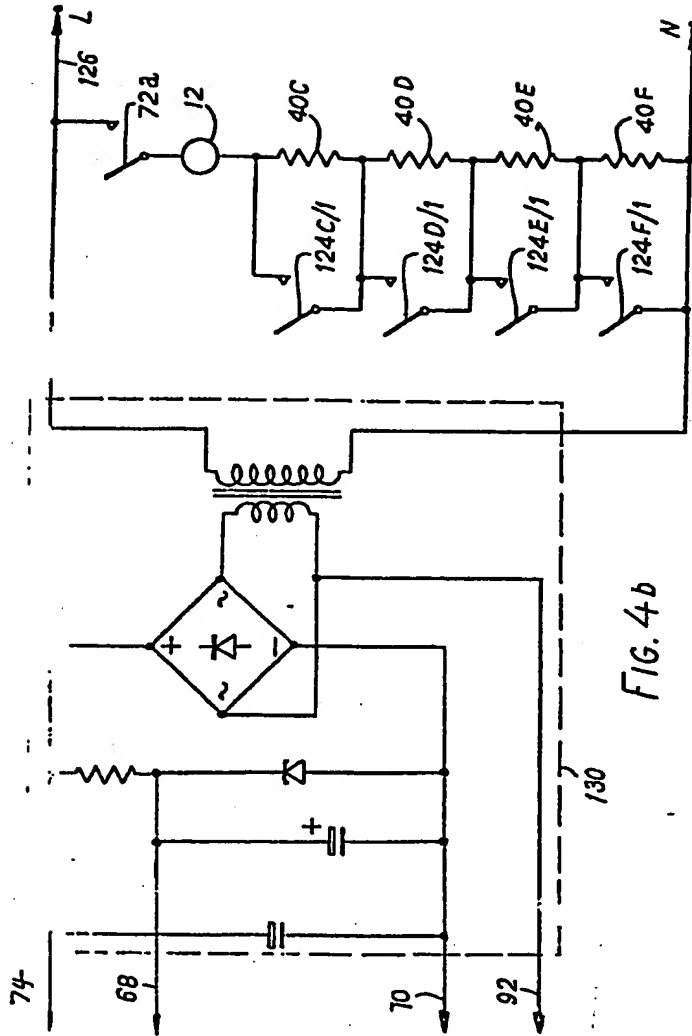 L
126
72a
12
40C
40D
40E
40F
124C/1
124D/1
124E/1
124F/1
N
+
~
~
−
+
74
68
70
92
130
FIG. 4b